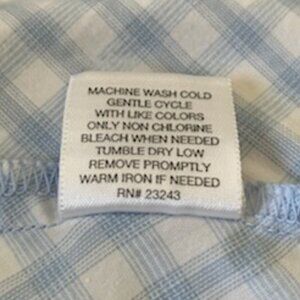 MACHINE WASH COLD
GENTLE CYCLE
WITH LIKE COLORS
ONLY NON CHLORINE
BLEACH WHEN NEEDED
TUMBLE DRY LOW
REMOVE PROMPTLY
WARM IRON IF NEEDED
RN# 23243